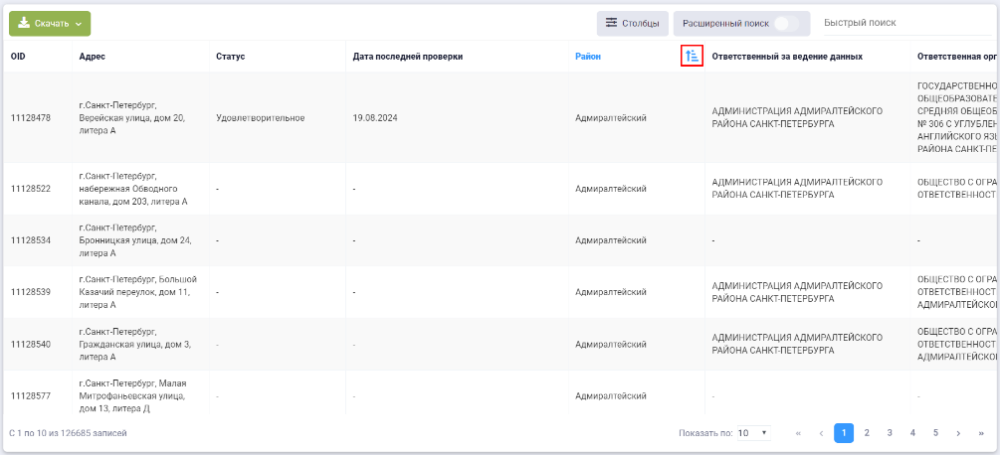 Скачать
Столбцы
Расширенный поиск
Быстрый поиск
OID
Адрес
Статус
Дата последней проверки
Район
Ответственный за ведение данных
Ответственная орг
11128478
г.Санкт-Петербург,
Верейская улица, дом 20,
литера А
Удовлетворительное
19.08.2024
Адмиралтейский
АДМИНИСТРАЦИЯ АДМИРАЛТЕЙСКОГО
РАЙОНА САНКТ-ПЕТЕРБУРГА
ГОСУДАРСТВЕННО
ОБЩЕОБРАЗОВАТЕ
СРЕДНЯЯ ОБЩЕОБ
№ 306 С УГЛУБЛЕН
АНГЛИЙСКОГО ЯЗЫ
РАЙОНА САНКТ-ПЕ
11128522
г.Санкт-Петербург,
набережная Обводного
канала, дом 203, литера А
-
-
Адмиралтейский
АДМИНИСТРАЦИЯ АДМИРАЛТЕЙСКОГО
РАЙОНА САНКТ-ПЕТЕРБУРГА
ОБЩЕСТВО С ОГРА
ОТВЕТСТВЕННОСТ
11128534
г.Санкт-Петербург,
Бронницкая улица, дом 24,
литера А
-
-
Адмиралтейский
-
-
11128539
г.Санкт-Петербург, Большой
Казачий переулок, дом 11,
литера А
-
-
Адмиралтейский
АДМИНИСТРАЦИЯ АДМИРАЛТЕЙСКОГО
РАЙОНА САНКТ-ПЕТЕРБУРГА
ОБЩЕСТВО С ОГРА
ОТВЕТСТВЕННОСТ
АДМИРАЛТЕЙСКО
11128540
г.Санкт-Петербург,
Гражданская улица, дом 3,
литера А
-
-
Адмиралтейский
АДМИНИСТРАЦИЯ АДМИРАЛТЕЙСКОГО
РАЙОНА САНКТ-ПЕТЕРБУРГА
ОБЩЕСТВО С ОГРА
ОТВЕТСТВЕННОСТ
АДМИРАЛТЕЙСКО
11128577
г.Санкт-Петербург, Малая
Митрофаньевская улица,
дом 13, литера Д
-
-
Адмиралтейский
-
-
С 1 по 10 из 126685 записей
Показать по: 10
« ‹ 1 2 3 4 5 › »